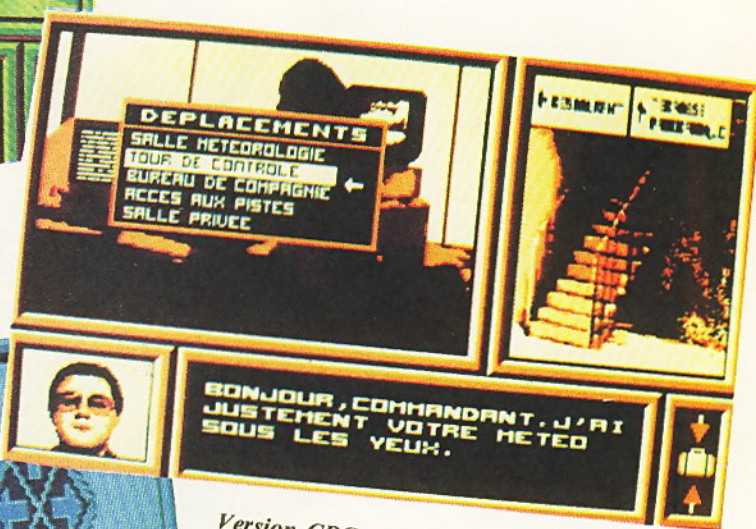 DEPLACEMENTS
SALLE METEOROLOGIE
TOUR DE CONTROLE
BUREAU DE COMPAGNIE
ACCES AUX PISTES
SALLE PRIVEE
BONJOUR,COMMANDANT.J'AI
JUSTEMENT VOTRE METEO
SOUS LES YEUX.
Version CPC